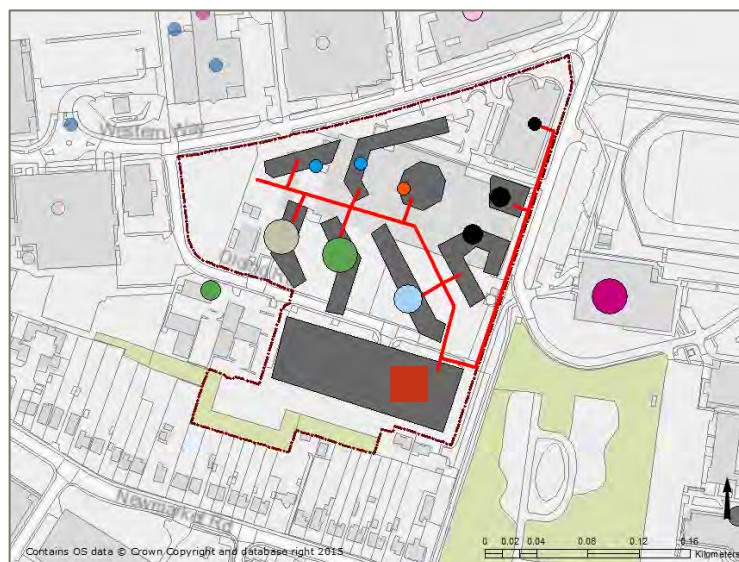 Western Way
Newmarket Rd
Contains OS data © Crown Copyright and database right 2015
0 0.02 0.04 0.08 0.12 0.16
Kilometers